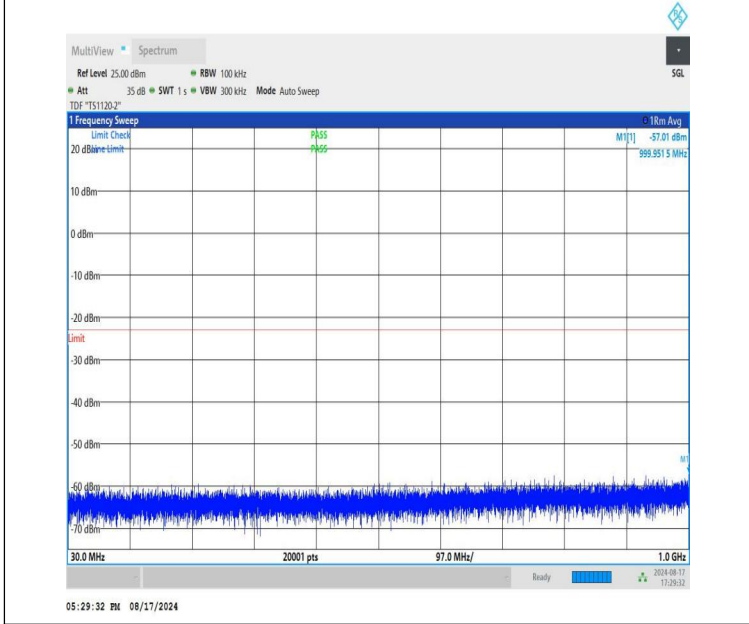 R S
MultiView Spectrum
Ref Level 25.00 dBm RBW 100 kHz SGL
Att 35 dB SWT 1 s VBW 300 kHz Mode Auto Sweep
TDF "TS1120-2"
1 Frequency Sweep 1Rm Avg
Limit Check PASS M1[1] -57.01 dBm
20 dBm Line Limit PASS 999.951 5 MHz
10 dBm
0 dBm
-10 dBm
-20 dBm
Limit
-30 dBm
-40 dBm
-50 dBm
M1
-60 dBm
-70 dBm
30.0 MHz 20001 pts 97.0 MHz/ 1.0 GHz
Ready 2024-08-17
17:29:32
05:29:32 PM 08/17/2024